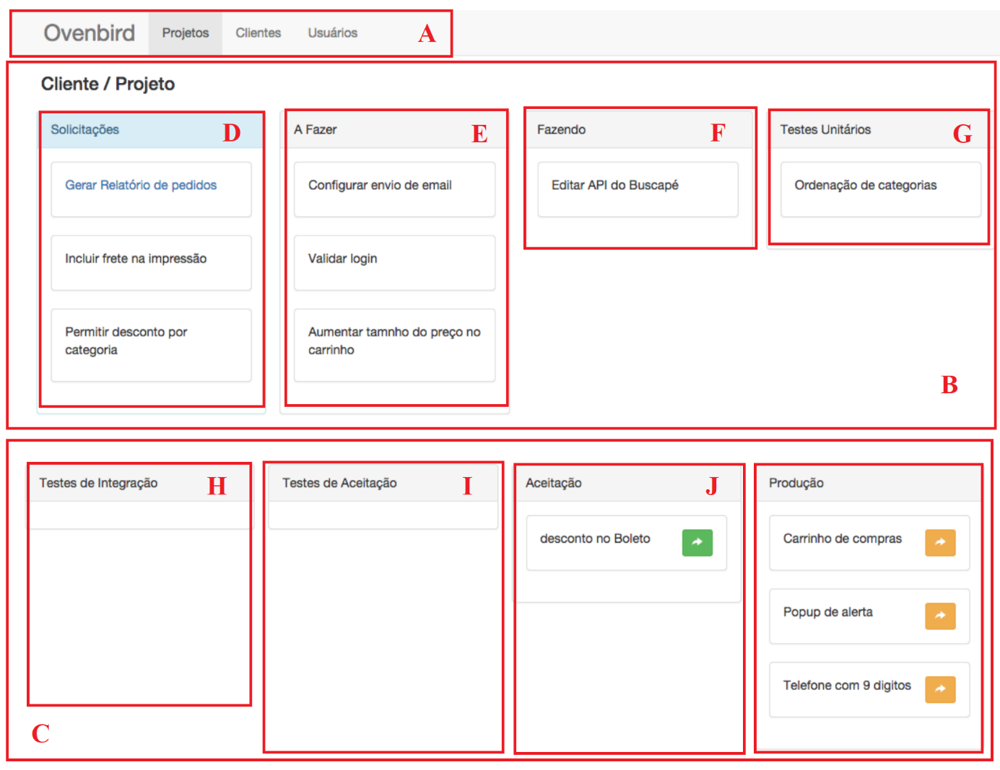 Ovenbird Projetos Clientes Usuários A
Cliente / Projeto
Solicitações D
Gerar Relatório de pedidos
Incluir frete na impressão
Permitir desconto por
categoria
A Fazer E
Configurar envio de email
Validar login
Aumentar tamnho do preço no
carrinho
Fazendo F
Editar API do Buscapé
Testes Unitários G
Ordenação de categorias
B
Testes de Integração H
Testes de Aceitação I
Aceitação J
desconto no Boleto
Produção
Carrinho de compras
Popup de alerta
Telefone com 9 digitos
C